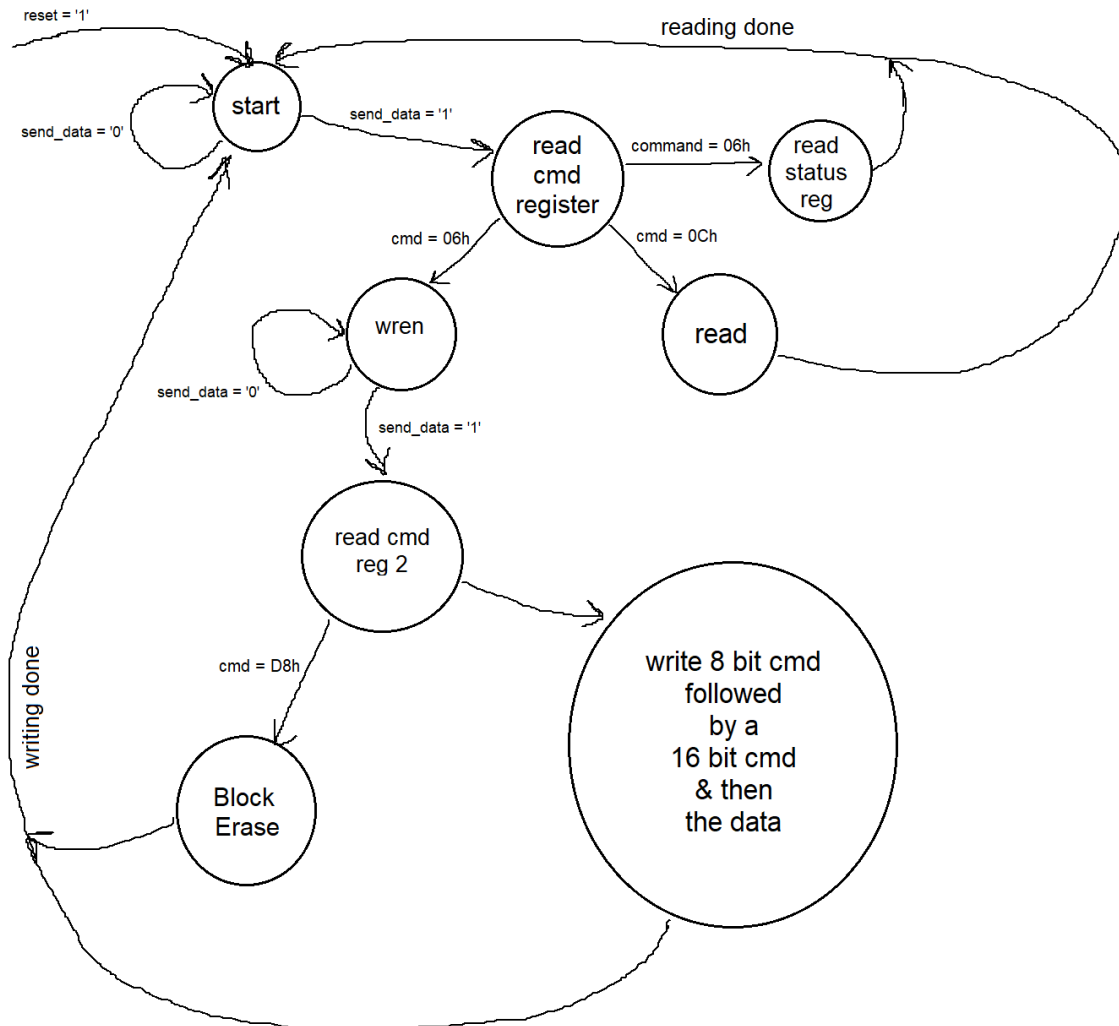 reset = '1'
reading done
start
send_data = '0'
send_data = '1'
read
cmd
register
command = 06h
read
status
reg
cmd = 06h
cmd = 0Ch
wren
read
send_data = '0'
send_data = '1'
read cmd
reg 2
cmd = D8h
writing done
write 8 bit cmd
followed
by a
16 bit cmd
& then
the data
Block
Erase